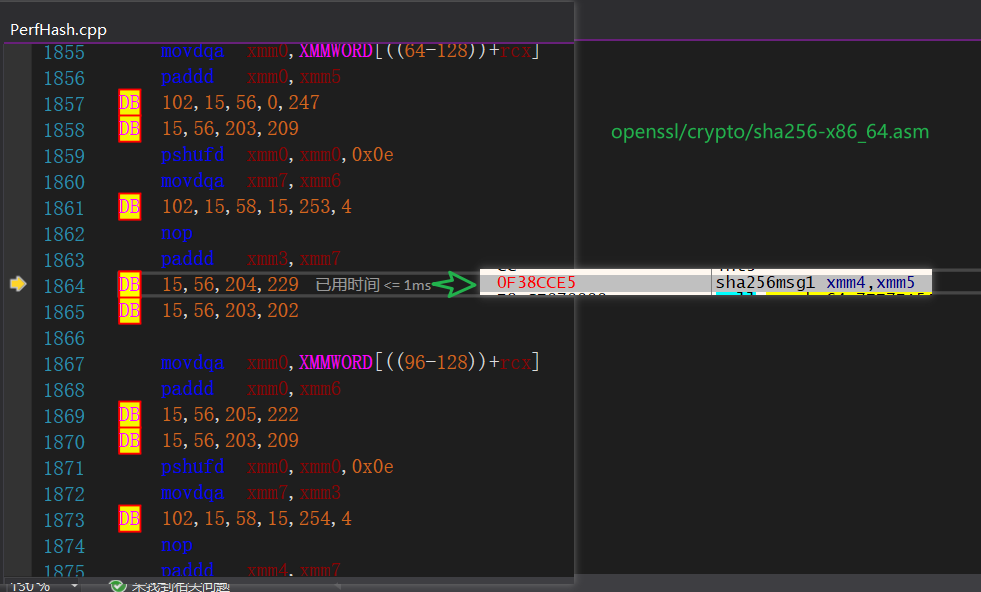 PerfHash.cpp
1855 movdqa xmm0,XMMWORD[((64-128))+rcx]
1856 paddd xmm0,xmm5
1857 DB 102,15,56,0,247
1858 DB 15,56,203,209
1859 pshufd xmm0,xmm0,0x0e
1860 movdqa xmm7,xmm6
1861 DB 102,15,58,15,253,4
1862 nop
1863 paddd xmm3,xmm7
1864 DB 15,56,204,229 已用时间 <= 1ms
0F38CCE5 sha256msg1 xmm4,xmm5
1865 DB 15,56,203,202
1866
1867 movdqa xmm0,XMMWORD[((96-128))+rcx]
1868 paddd xmm0,xmm6
1869 DB 15,56,205,222
1870 DB 15,56,203,209
1871 pshufd xmm0,xmm0,0x0e
1872 movdqa xmm7,xmm3
1873 DB 102,15,58,15,254,4
1874 nop
1875 paddd xmm4,xmm7
130 % 未找到相关问题
openssl/crypto/sha256-x86_64.asm